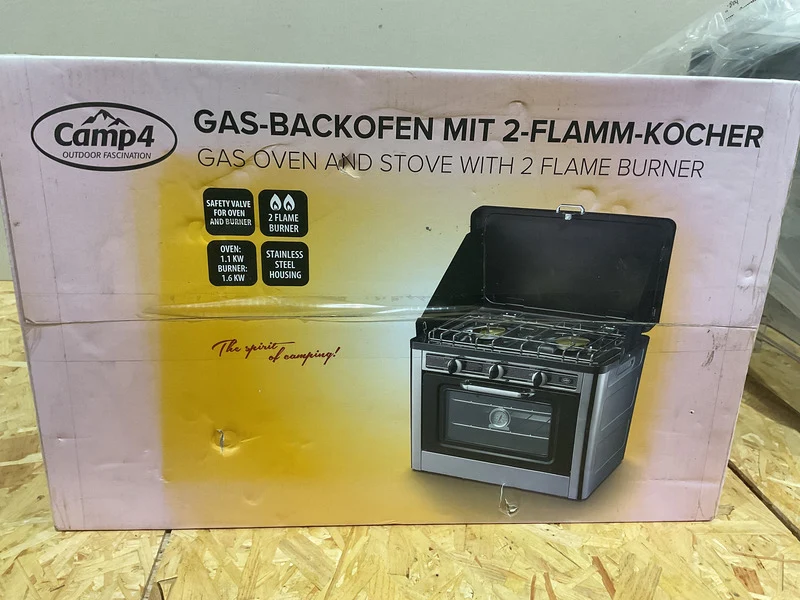 Camp4
OUTDOOR FASCINATION
GAS-BACKOFEN MIT 2-FLAMM-KOCHER
GAS OVEN AND STOVE WITH 2 FLAME BURNER
SAFETY VALVE
FOR OVEN
AND BURNER
2 FLAME
BURNER
OVEN:
1.1 KW
BURNER:
1.6 KW
STAINLESS
STEEL
HOUSING
The spirit
of camping!